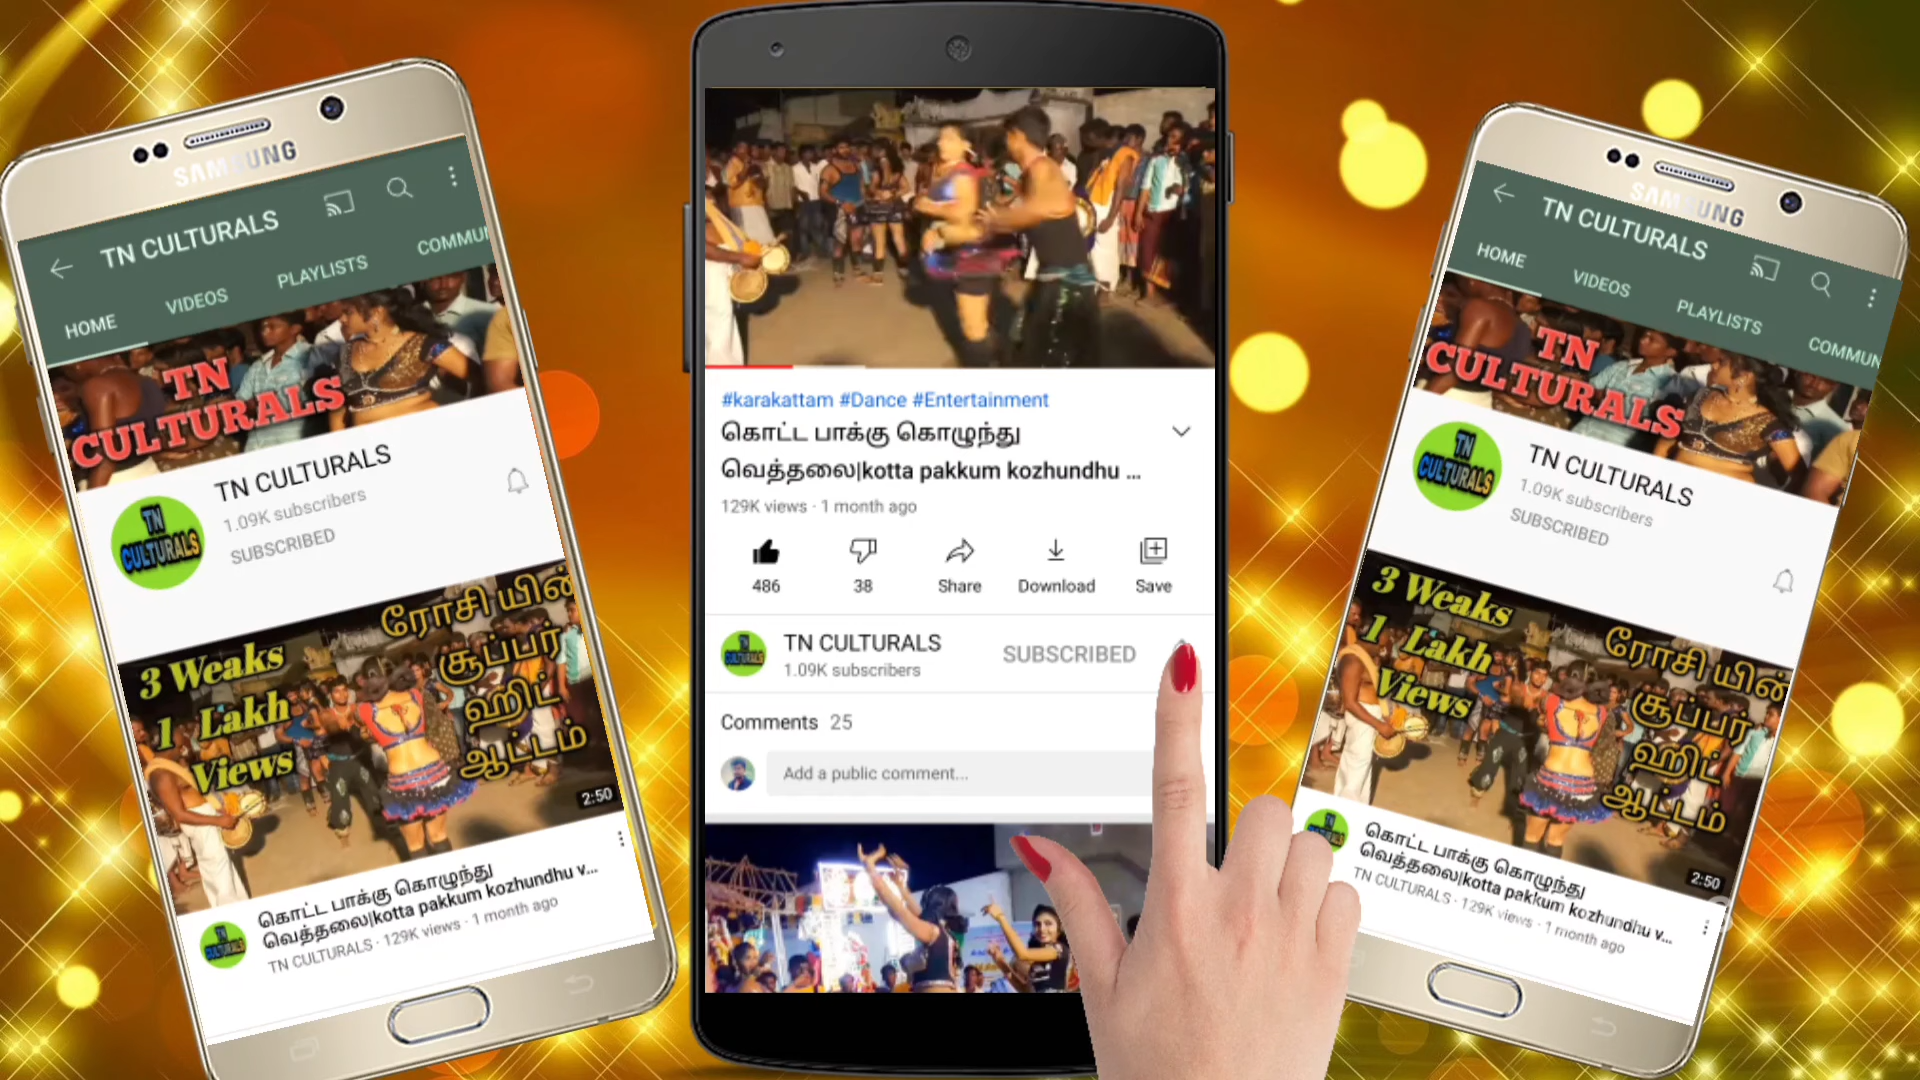 SAMSUNG
TN CULTURALS
HOME VIDEOS PLAYLISTS COMMU
TN
CULTURALS
TN CULTURALS
1.09K subscribers
SUBSCRIBED
TN
CULTURALS
3 Weaks
1 Lakh
Views
ரோசி யின்
சூப்பர்
ஹிட்
ஆட்டம்
2:50
கொட்ட பாக்கு கொழுந்து
வெத்தலை|kotta pakkum kozhundhu v...
TN CULTURALS · 129K views · 1 month ago
#karakattam #Dance #Entertainment
கொட்ட பாக்கு கொழுந்து
வெத்தலை|kotta pakkum kozhundhu ...
129K views · 1 month ago
486 38 Share Download Save
TN CULTURALS
1.09K subscribers
SUBSCRIBED
Comments 25
Add a public comment...
SAMSUNG
TN CULTURALS
HOME VIDEOS PLAYLISTS COMMUN
TN
CULTURALS
TN CULTURALS
1.09K subscribers
SUBSCRIBED
TN
CULTURALS
3 Weaks
1 Lakh
Views
ரோசி யின்
சூப்பர்
ஹிட்
ஆட்டம்
2:50
கொட்ட பாக்கு கொழுந்து
வெத்தலை|kotta pakkum kozhundhu v...
TN CULTURALS · 129K views · 1 month ago